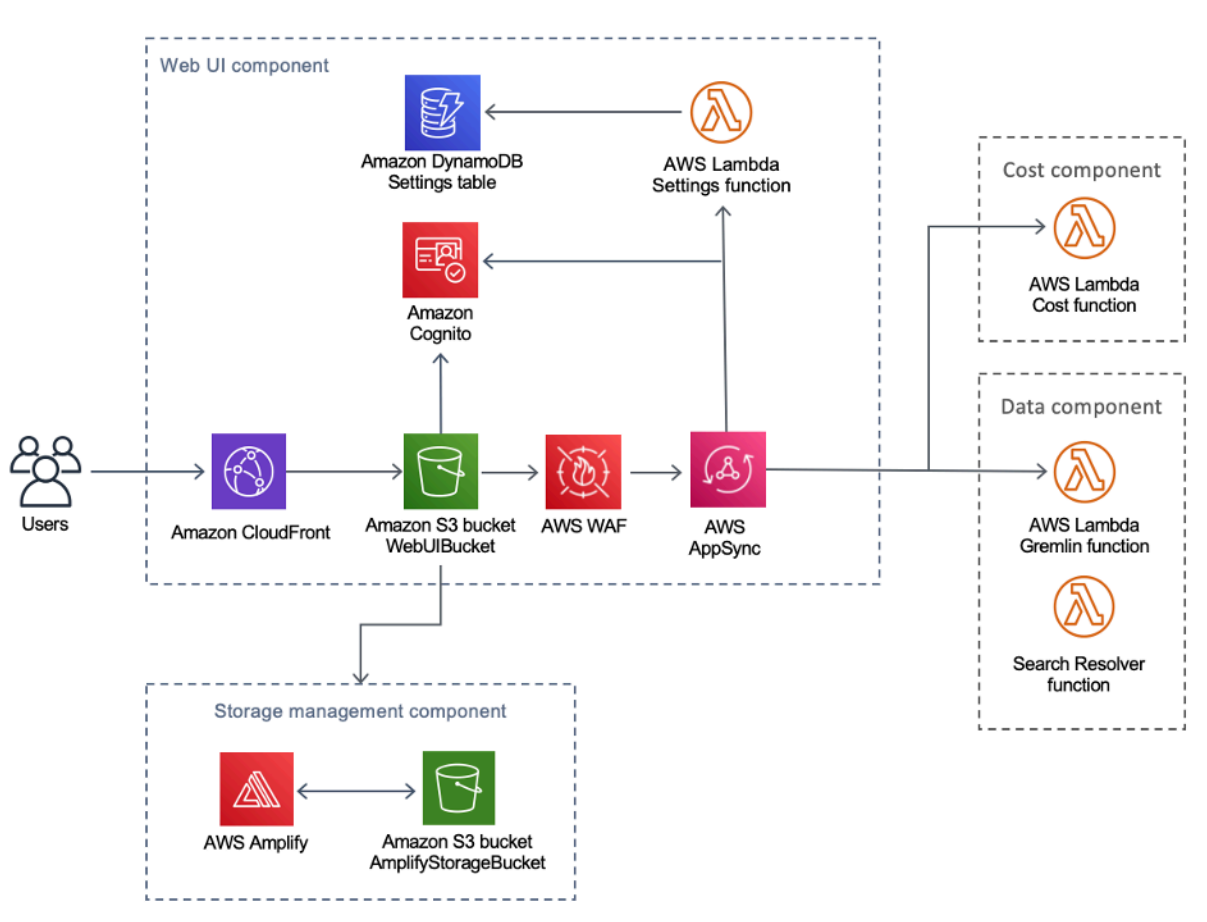 Web UI component
Amazon DynamoDB
Settings table
AWS Lambda
Settings function
Amazon
Cognito
Users
Amazon CloudFront
Amazon S3 bucket
WebUIBucket
AWS WAF
AWS
AppSync
Cost component
AWS Lambda
Cost function
Data component
AWS Lambda
Gremlin function
Search Resolver
function
Storage management component
AWS Amplify
Amazon S3 bucket
AmplifyStorageBucket